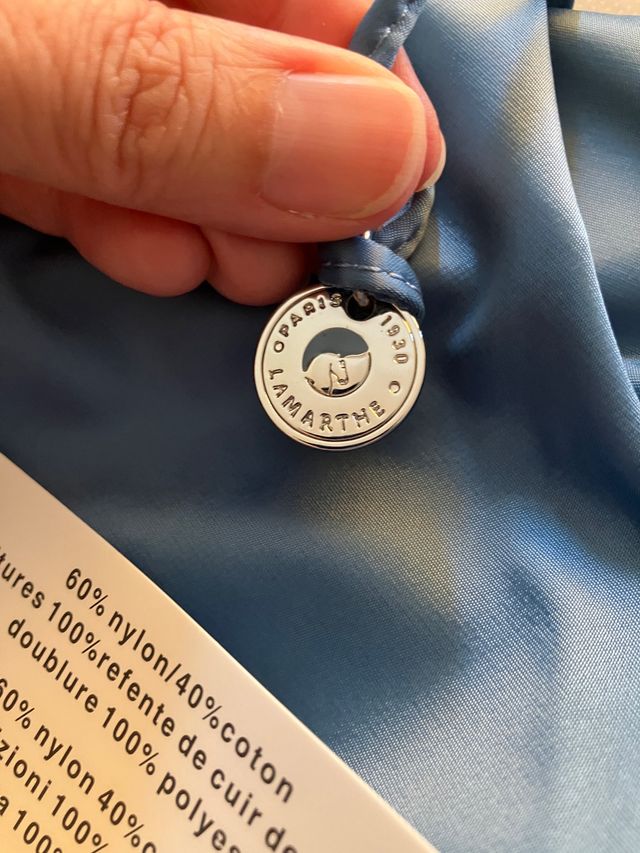 PARIS 1930
LAMARTHE
60% nylon/40%coton
tures 100%refente de cuir de
doublure 100% polyes
60% nylon 40%c
zioni 100%
a 100%